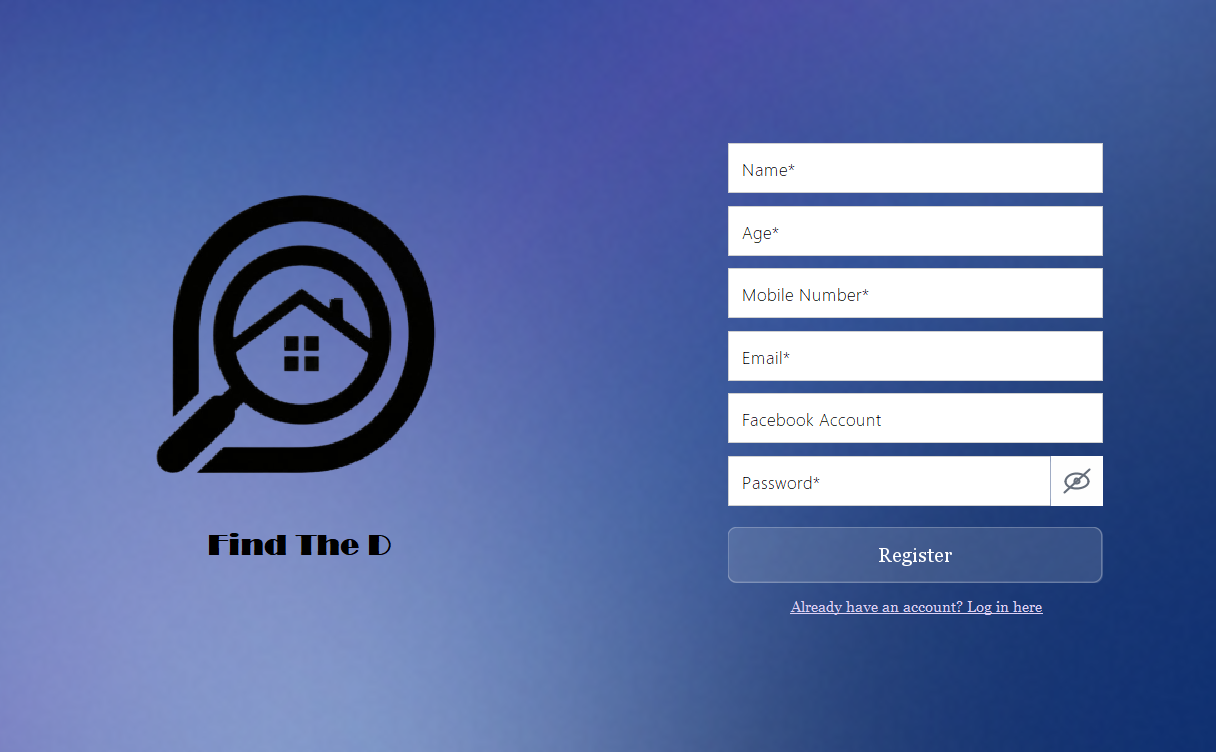 Name*
Age*
Mobile Number*
Email*
Facebook Account
Password*
Find The D
Register
Already have an account? Log in here